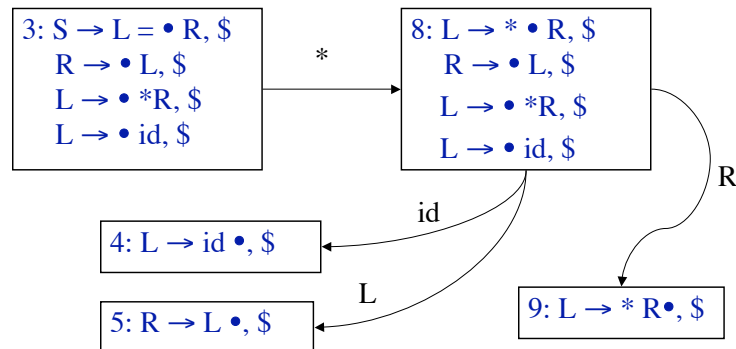 3: S → L = • R, $
R → • L, $
L → • *R, $
L → • id, $
*
8: L → * • R, $
R → • L, $
L → • *R, $
L → • id, $
R
id
4: L → id •, $
L
5: R → L •, $
9: L → * R•, $